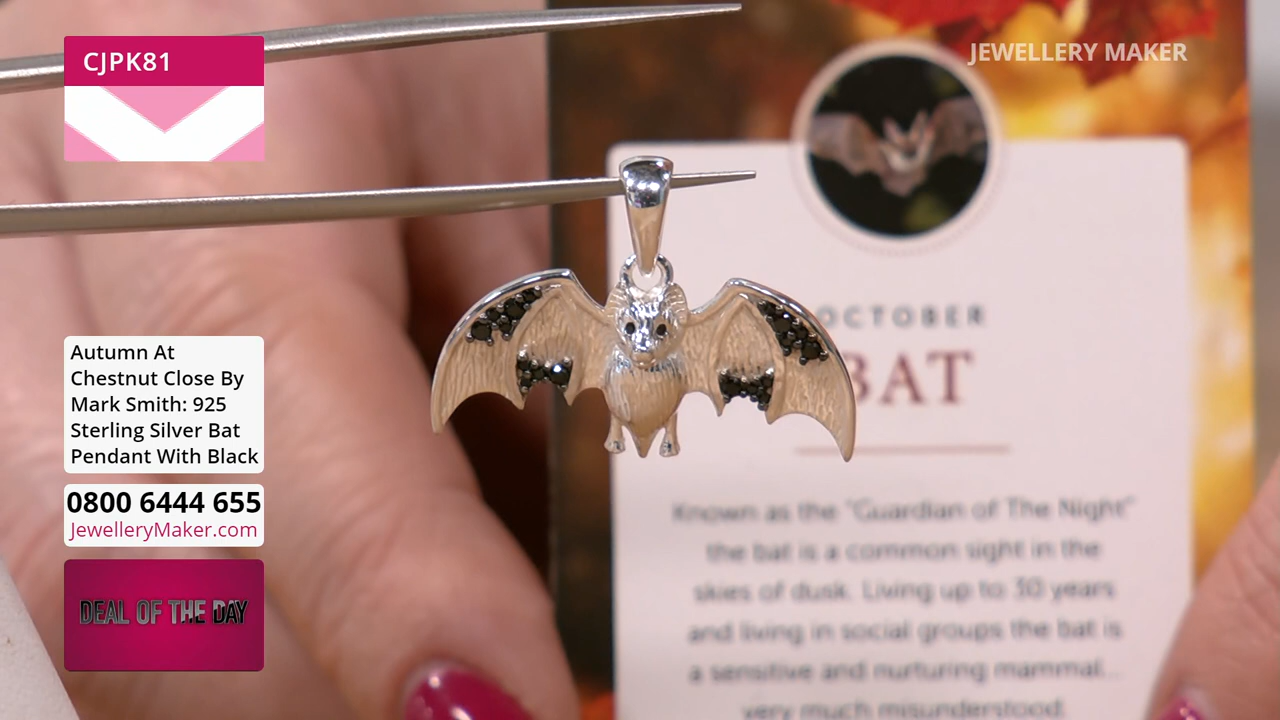 CJPK81
JEWELLERY MAKER
Autumn At
Chestnut Close By
Mark Smith: 925
Sterling Silver Bat
Pendant With Black
0800 6444 655
JewelleryMaker.com
DEAL OF THE DAY
OCTOBER
BAT
Known as the "Guardian of The Night"
the bat is a common sight in the
skies of dusk. Living up to 30 years
and living in social groups the bat is
a sensitive and nurturing mammal...
very much misunderstood.